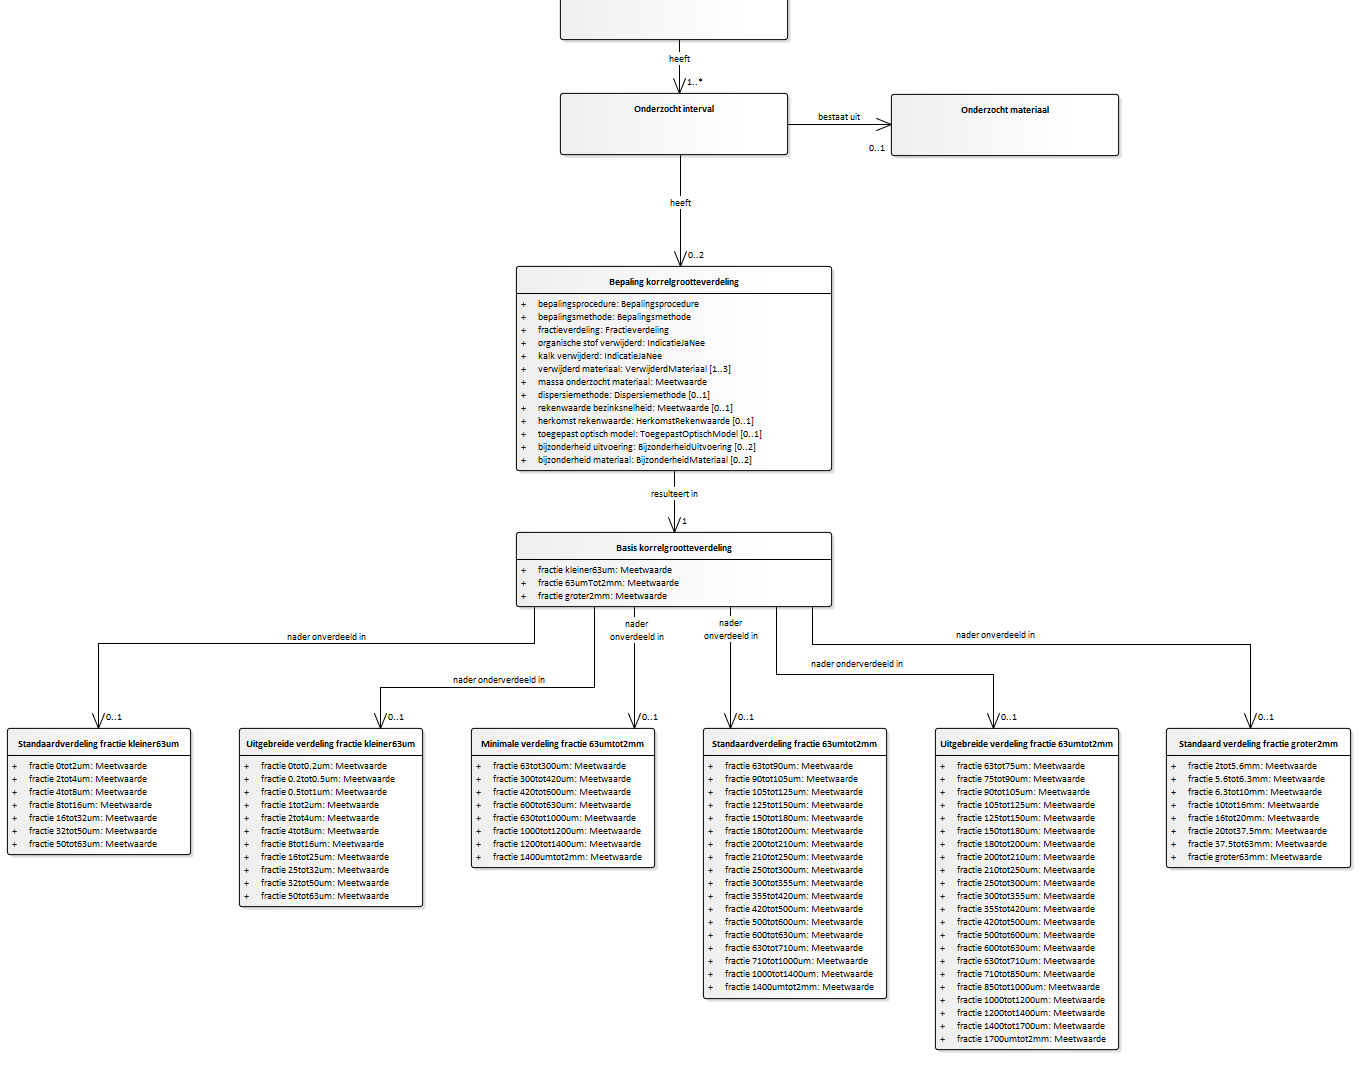 heeft
1..*
Onderzocht interval
bestaat uit
0..1
Onderzocht materiaal
heeft
0..2
Bepaling korrelgrootteverdeling
+ bepalingsprocedure: Bepalingsprocedure
+ bepalingsmethode: Bepalingsmethode
+ fractieverdeling: Fractieverdeling
+ organische stof verwijderd: IndicatieJaNee
+ kalk verwijderd: IndicatieJaNee
+ verwijderd materiaal: VerwijderdMateriaal [1..3]
+ massa onderzocht materiaal: Meetwaarde
+ dispersiemethode: Dispersiemethode [0..1]
+ rekenwaarde bezinksnelheid: Meetwaarde [0..1]
+ herkomst rekenwaarde: HerkomstRekenwaarde [0..1]
+ toegepast optisch model: ToegepastOptischModel [0..1]
+ bijzonderheid uitvoering: BijzonderheidUitvoering [0..2]
+ bijzonderheid materiaal: BijzonderheidMateriaal [0..2]
resulteert in
1
Basis korrelgrootteverdeling
+ fractie kleiner63um: Meetwaarde
+ fractie 63umTot2mm: Meetwaarde
+ fractie groter2mm: Meetwaarde
nader onverdeeld in
0..1
nader onderverdeeld in
0..1
nader
onverdeeld in
0..1
nader
onverdeeld in
0..1
nader onderverdeeld in
0..1
nader onverdeeld in
0..1
Standaardverdeling fractie kleiner63um
+ fractie 0tot2um: Meetwaarde
+ fractie 2tot4um: Meetwaarde
+ fractie 4tot8um: Meetwaarde
+ fractie 8tot16um: Meetwaarde
+ fractie 16tot32um: Meetwaarde
+ fractie 32tot50um: Meetwaarde
+ fractie 50tot63um: Meetwaarde
Uitgebreide verdeling fractie kleiner63um
+ fractie 0tot0.2um: Meetwaarde
+ fractie 0.2tot0.5um: Meetwaarde
+ fractie 0.5tot1um: Meetwaarde
+ fractie 1tot2um: Meetwaarde
+ fractie 2tot4um: Meetwaarde
+ fractie 4tot8um: Meetwaarde
+ fractie 8tot16um: Meetwaarde
+ fractie 16tot25um: Meetwaarde
+ fractie 25tot32um: Meetwaarde
+ fractie 32tot50um: Meetwaarde
+ fractie 50tot63um: Meetwaarde
Minimale verdeling fractie 63umtot2mm
+ fractie 63tot300um: Meetwaarde
+ fractie 300tot420um: Meetwaarde
+ fractie 420tot600um: Meetwaarde
+ fractie 600tot630um: Meetwaarde
+ fractie 630tot1000um: Meetwaarde
+ fractie 1000tot1200um: Meetwaarde
+ fractie 1200tot1400um: Meetwaarde
+ fractie 1400umtot2mm: Meetwaarde
Standaardverdeling fractie 63umtot2mm
+ fractie 63tot90um: Meetwaarde
+ fractie 90tot105um: Meetwaarde
+ fractie 105tot125um: Meetwaarde
+ fractie 125tot150um: Meetwaarde
+ fractie 150tot180um: Meetwaarde
+ fractie 180tot200um: Meetwaarde
+ fractie 200tot210um: Meetwaarde
+ fractie 210tot250um: Meetwaarde
+ fractie 250tot300um: Meetwaarde
+ fractie 300tot355um: Meetwaarde
+ fractie 355tot420um: Meetwaarde
+ fractie 420tot500um: Meetwaarde
+ fractie 500tot600um: Meetwaarde
+ fractie 600tot630um: Meetwaarde
+ fractie 630tot710um: Meetwaarde
+ fractie 710tot1000um: Meetwaarde
+ fractie 1000tot1400um: Meetwaarde
+ fractie 1400umtot2mm: Meetwaarde
Uitgebreide verdeling fractie 63umtot2mm
+ fractie 63tot75um: Meetwaarde
+ fractie 75tot90um: Meetwaarde
+ fractie 90tot105um: Meetwaarde
+ fractie 105tot125um: Meetwaarde
+ fractie 125tot150um: Meetwaarde
+ fractie 150tot180um: Meetwaarde
+ fractie 180tot200um: Meetwaarde
+ fractie 200tot210um: Meetwaarde
+ fractie 210tot250um: Meetwaarde
+ fractie 250tot300um: Meetwaarde
+ fractie 300tot355um: Meetwaarde
+ fractie 355tot420um: Meetwaarde
+ fractie 420tot500um: Meetwaarde
+ fractie 500tot600um: Meetwaarde
+ fractie 600tot630um: Meetwaarde
+ fractie 630tot710um: Meetwaarde
+ fractie 710tot850um: Meetwaarde
+ fractie 850tot1000um: Meetwaarde
+ fractie 1000tot1200um: Meetwaarde
+ fractie 1200tot1400um: Meetwaarde
+ fractie 1400tot1700um: Meetwaarde
+ fractie 1700umtot2mm: Meetwaarde
Standaard verdeling fractie groter2mm
+ fractie 2tot5.6mm: Meetwaarde
+ fractie 5.6tot6.3mm: Meetwaarde
+ fractie 6.3tot10mm: Meetwaarde
+ fractie 10tot16mm: Meetwaarde
+ fractie 16tot20mm: Meetwaarde
+ fractie 20tot37.5mm: Meetwaarde
+ fractie 37.5tot63mm: Meetwaarde
+ fractie groter63mm: Meetwaarde